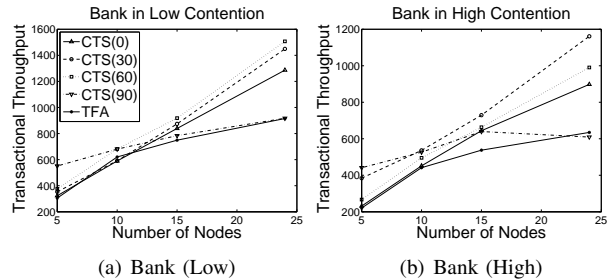 Bank in Low Contention
Transactional Throughput
1600
1400
1200
1000
800
600
400
200
CTS(0)
CTS(30)
CTS(60)
CTS(90)
TFA
5 10 15 20 25
Number of Nodes
(a) Bank (Low)
Bank in High Contention
Transactional Throughput
1200
1000
800
600
400
200
5 10 15 20 25
Number of Nodes
(b) Bank (High)